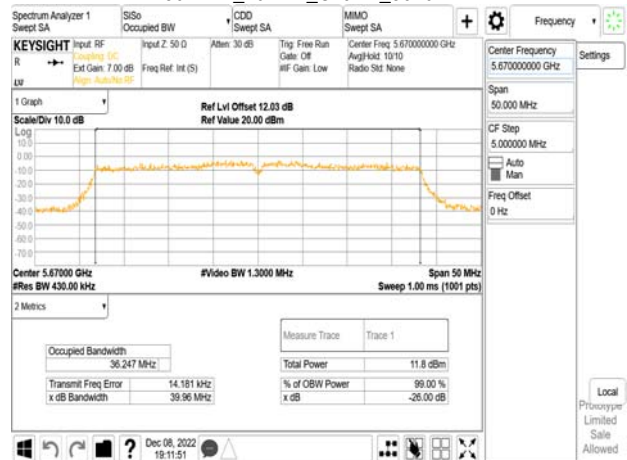 Spectrum Analyzer 1
Swept SA
SISo
Occupied BW
CDD
Swept SA
MIMO
Swept SA
+
Frequency
KEYSIGHT
R
Input: RF
Coupling: DC
Ext Gain: 7.00 dB
Align: Auto/No RF
Input Z: 50 Ω
Freq Ref: Int (S)
Atten: 30 dB
Trig: Free Run
Gate: Off
#IF Gain: Low
Center Freq: 5.670000000 GHz
Avg|Hold: 10/10
Radio Std: None
Center Frequency
5.670000000 GHz
Settings
Span
50.000 MHz
CF Step
5.000000 MHz
Auto
Man
Freq Offset
0 Hz
1 Graph
Scale/Div 10.0 dB
Ref Lvl Offset 12.03 dB
Ref Value 20.00 dBm
Log
10.0
0.00
-10.0
-20.0
-30.0
-40.0
-50.0
-60.0
-70.0
Center 5.67000 GHz
#Res BW 430.00 kHz
#Video BW 1.3000 MHz
Span 50 MHz
Sweep 1.00 ms (1001 pts)
2 Metrics
Measure Trace
Trace 1
Occupied Bandwidth
36.247 MHz
Total Power
11.8 dBm
Transmit Freq Error
14.181 kHz
% of OBW Power
99.00 %
x dB Bandwidth
39.96 MHz
x dB
-26.00 dB
Local
Prototype
Limited
Sale
Allowed
?
Dec 08, 2022
19:11:51